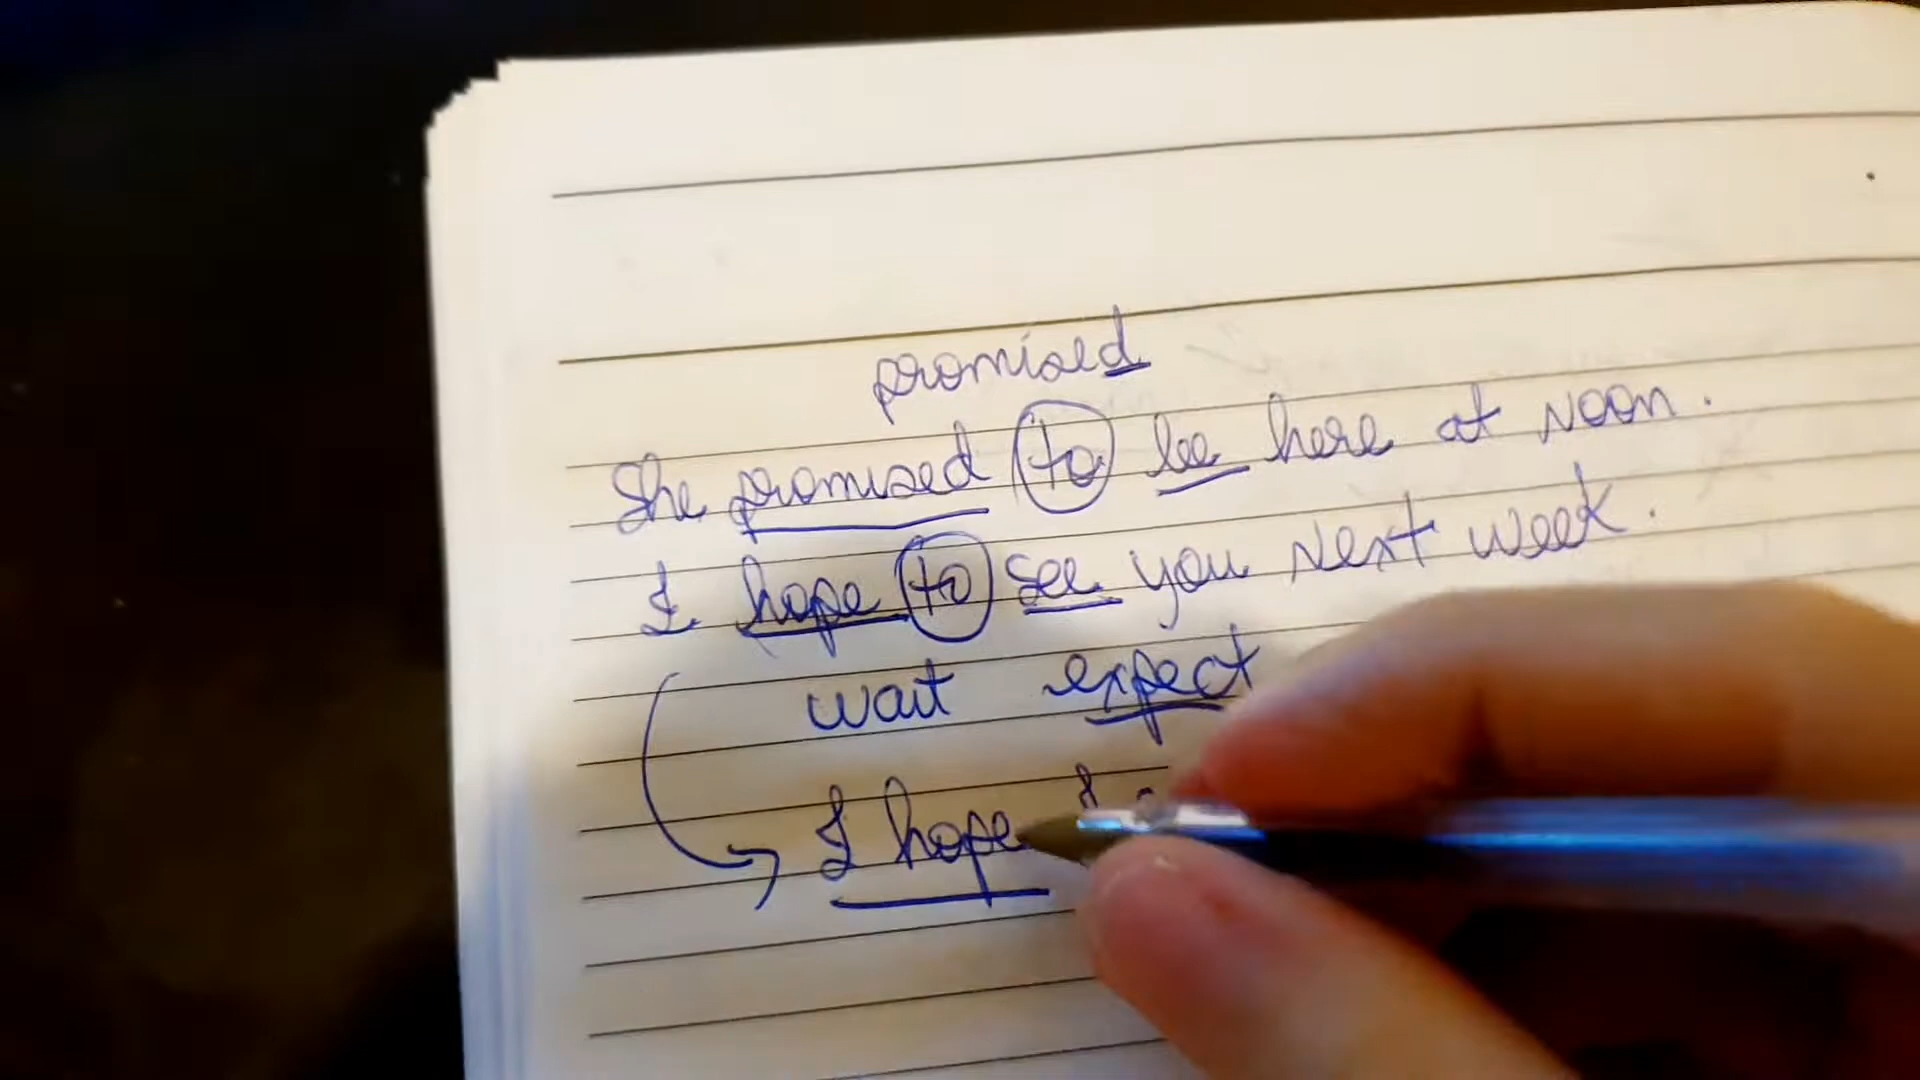 promised
She promised to be here at noon.
I hope to see you next week.
wait expect
I hope I